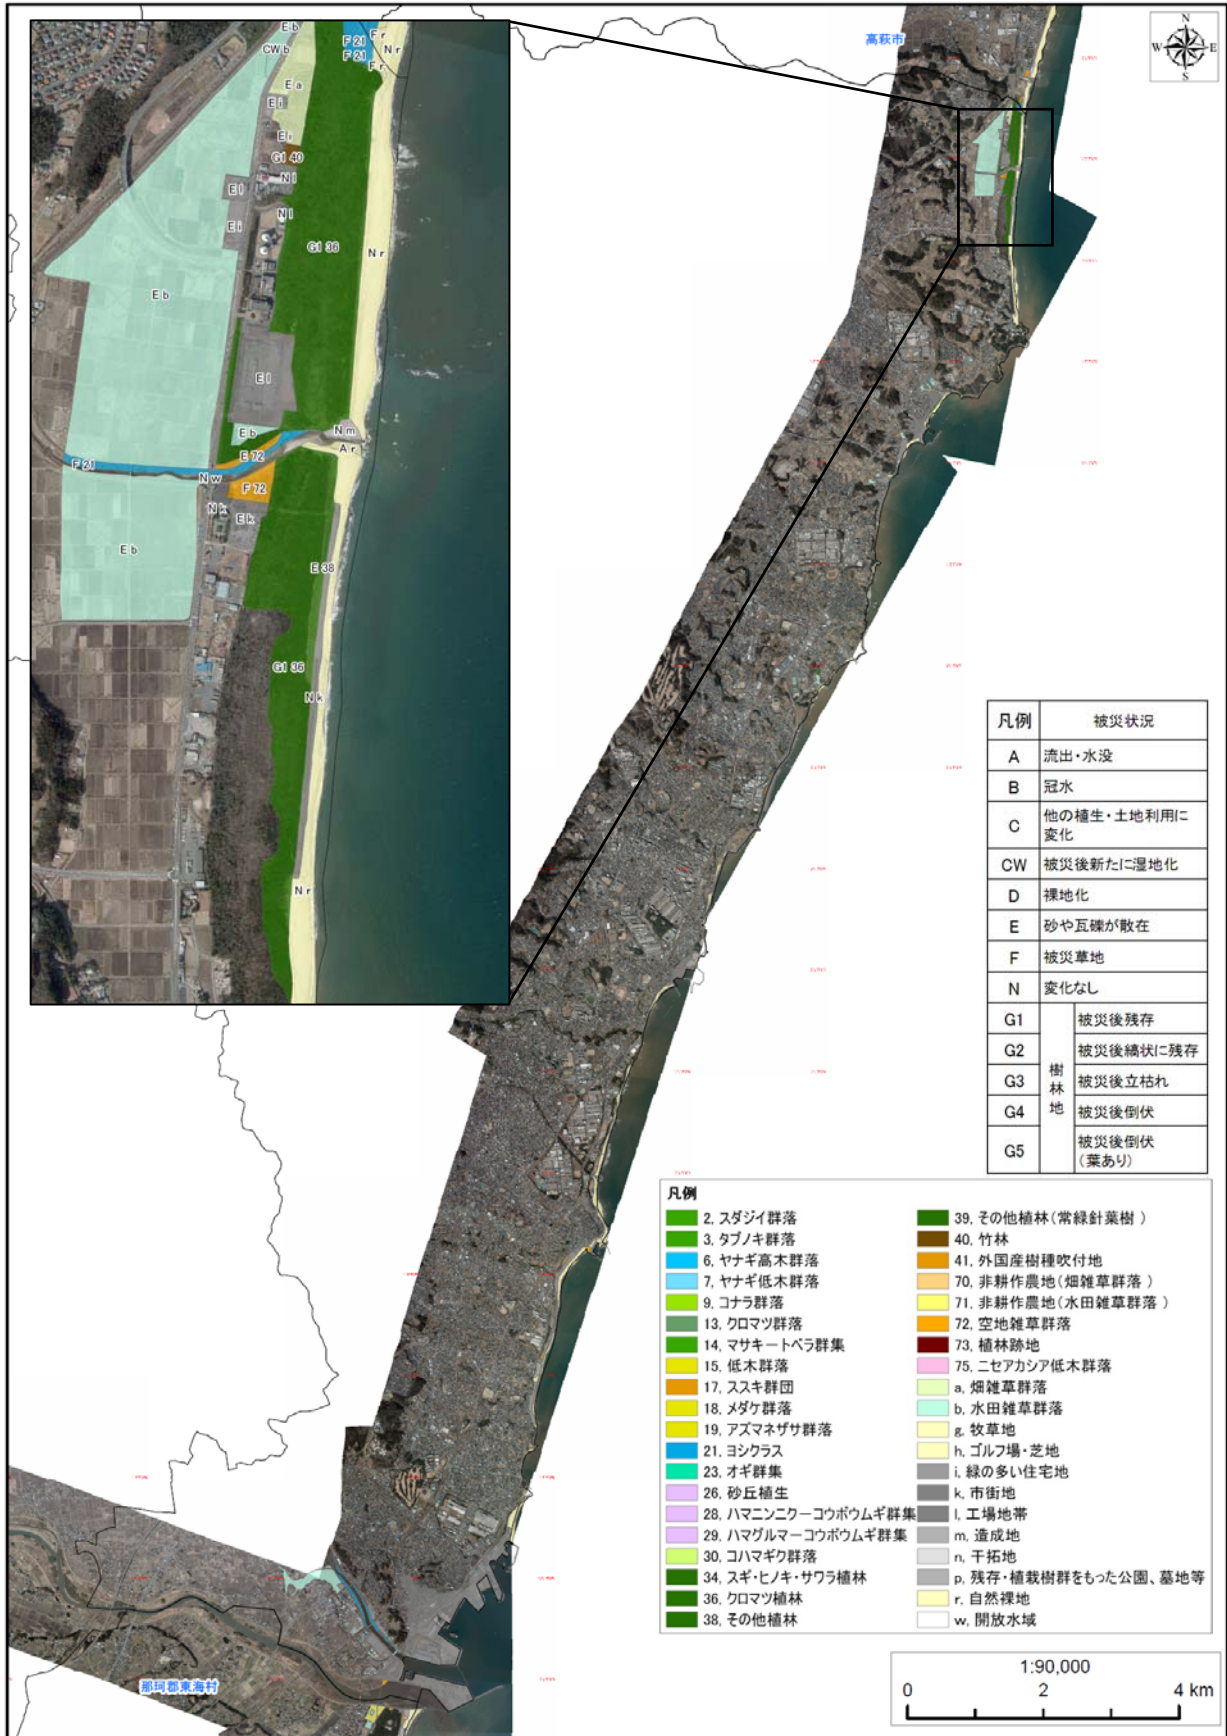 高萩市
N
W E
S
E b
CW b
F 21
F 21
F r
N r
F r
E a
E i
E i
G1 40
N l
E l
N l
E i
G1 36
N r
E b
E l
E b
N m
A r
E 72
F 21
N w
F 72
N k
E k
E b
E 38
G1 36
N k
N r
凡例 被災状況
A 流出・水没
B 冠水
C 他の植生・土地利用に
変化
CW 被災後新たに湿地化
D 裸地化
E 砂や瓦礫が散在
F 被災草地
N 変化なし
樹林地
G1 被災後残存
G2 被災後縞状に残存
G3 被災後立枯れ
G4 被災後倒伏
G5 被災後倒伏
(葉あり)
凡例
2, スダジイ群落
3, タブノキ群落
6, ヤナギ高木群落
7, ヤナギ低木群落
9, コナラ群落
13, クロマツ群落
14, マサキートベラ群集
15, 低木群落
17, ススキ群団
18, メダケ群落
19, アズマネザサ群落
21, ヨシクラス
23, オギ群集
26, 砂丘植生
28, ハマニンニクーコウボウムギ群集
29, ハマグルマーコウボウムギ群集
30, コハマギク群落
34, スギ・ヒノキ・サワラ植林
36, クロマツ植林
38, その他植林
39, その他植林(常緑針葉樹 )
40, 竹林
41, 外国産樹種吹付地
70, 非耕作農地(畑雑草群落 )
71, 非耕作農地(水田雑草群落 )
72, 空地雑草群落
73, 植林跡地
75, ニセアカシア低木群落
a, 畑雑草群落
b, 水田雑草群落
g, 牧草地
h, ゴルフ場・芝地
i, 緑の多い住宅地
k, 市街地
l, 工場地帯
m, 造成地
n, 干拓地
p, 残存・植栽樹群をもった公園、墓地等
r, 自然裸地
w, 開放水域
那珂郡東海村
1:90,000
0 2 4 km